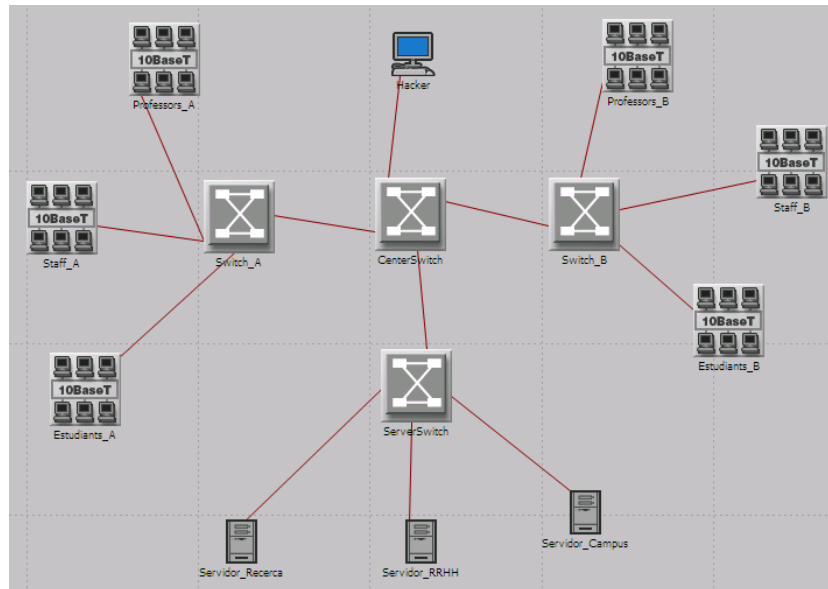 10BaseT
Professors_A
Hacker
10BaseT
Professors_B
10BaseT
Staff_B
10BaseT
Staff_A
Switch_A
CenterSwitch
Switch_B
10BaseT
Estudiants_B
10BaseT
Estudiants_A
ServerSwitch
Servidor_Recerca
Servidor_RRHH
Servidor_Campus